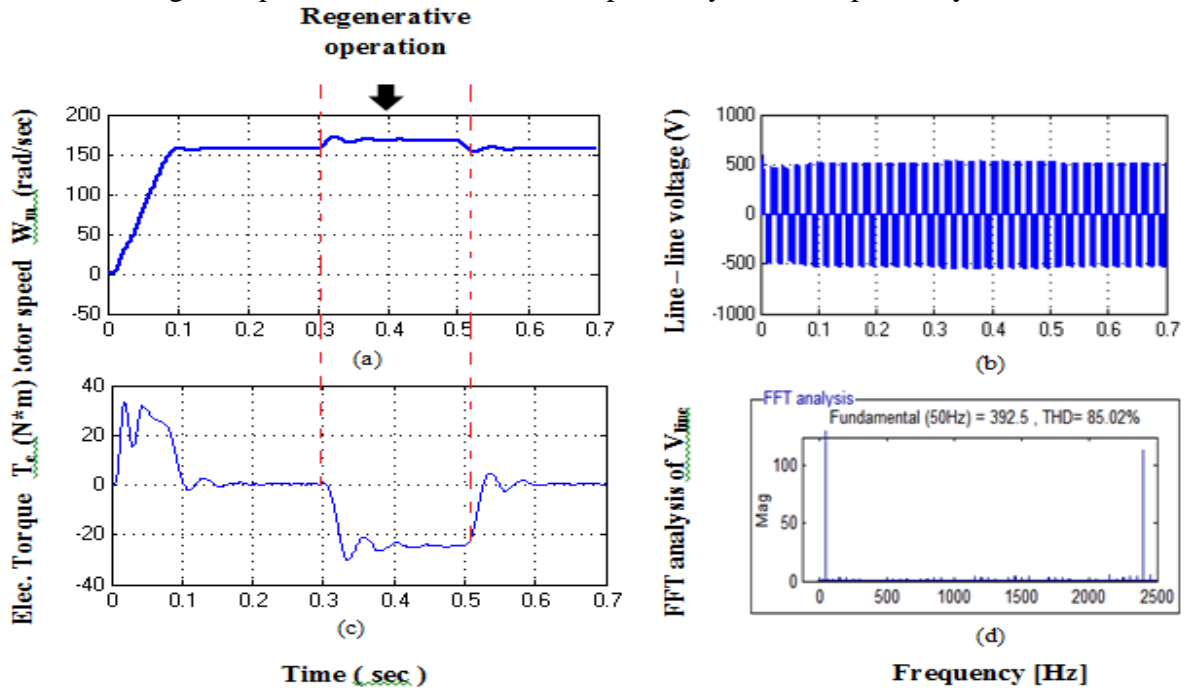 Regenerative
operation
Elec. Torque T_e (N*m) otor speed W_m (rad/sec)
200
150
100
50
0
-50
0 0.1 0.2 0.3 0.4 0.5 0.6 0.7
(a)
Line – line voltage (V)
1000
500
0
-500
-1000
0 0.1 0.2 0.3 0.4 0.5 0.6 0.7
(b)
40
20
0
-20
-40
0 0.1 0.2 0.3 0.4 0.5 0.6 0.7
(c)
Time ( sec )
FFT analysis of V_line
FFT analysis
Fundamental (50Hz) = 392.5 , THD= 85.02%
Mag
100
50
0
0 500 1000 1500 2000 2500
(d)
Frequency [Hz]